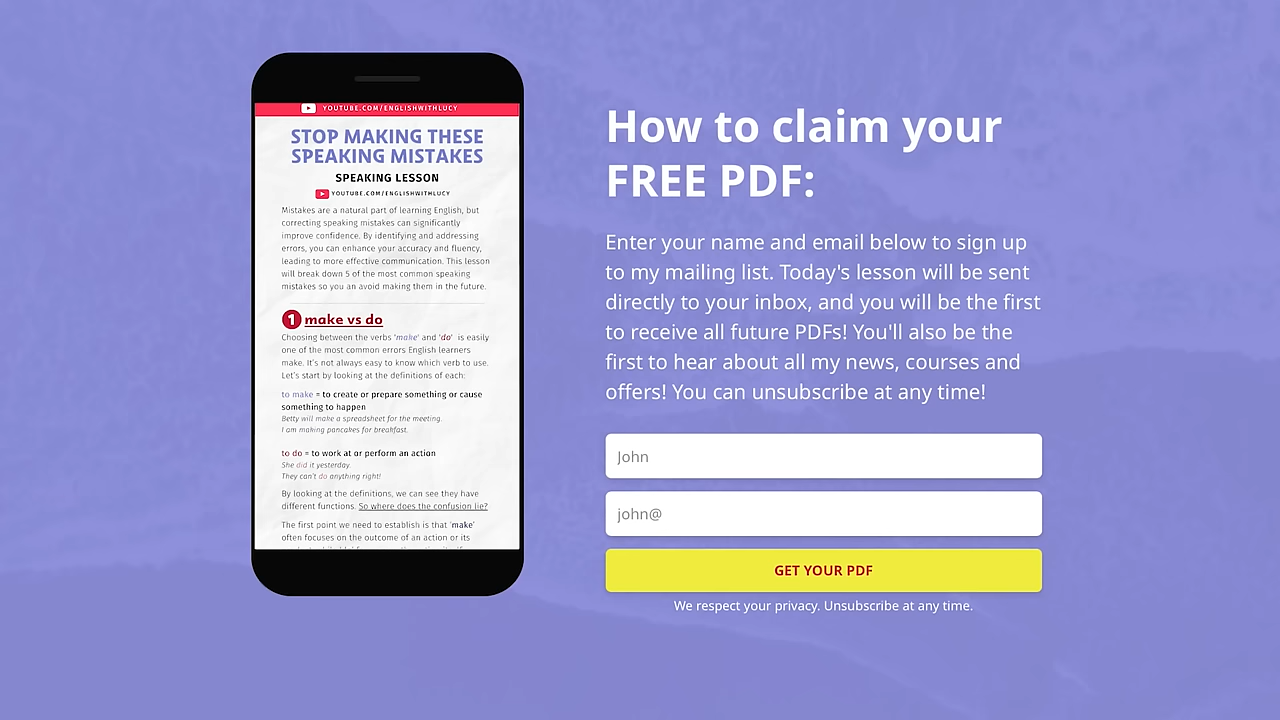 YOUTUBE.COM/ENGLISHWITHLUCY
STOP MAKING THESE
SPEAKING MISTAKES
SPEAKING LESSON
YOUTUBE.COM/ENGLISHWITHLUCY
Mistakes are a natural part of learning English, but
correcting speaking mistakes can significantly
improve confidence. By identifying and addressing
errors, you can enhance your accuracy and fluency,
leading to more effective communication. This lesson
will break down 5 of the most common speaking
mistakes so you an avoid making them in the future.
1 make vs do
Choosing between the verbs 'make' and 'do' is easily
one of the most common errors English learners
make. It's not always easy to know which verb to use.
Let's start by looking at the definitions of each:
to make = to create or prepare something or cause
something to happen
Betty will make a spreadsheet for the meeting.
I am making pancakes for breakfast.
to do = to work at or perform an action
She did it yesterday.
They can't do anything right!
By looking at the definitions, we can see they have
different functions. So where does the confusion lie?
The first point we need to establish is that 'make'
often focuses on the outcome of an action or its
How to claim your
FREE PDF:
Enter your name and email below to sign up
to my mailing list. Today's lesson will be sent
directly to your inbox, and you will be the first
to receive all future PDFs! You'll also be the
first to hear about all my news, courses and
offers! You can unsubscribe at any time!
John
john@
GET YOUR PDF
We respect your privacy. Unsubscribe at any time.